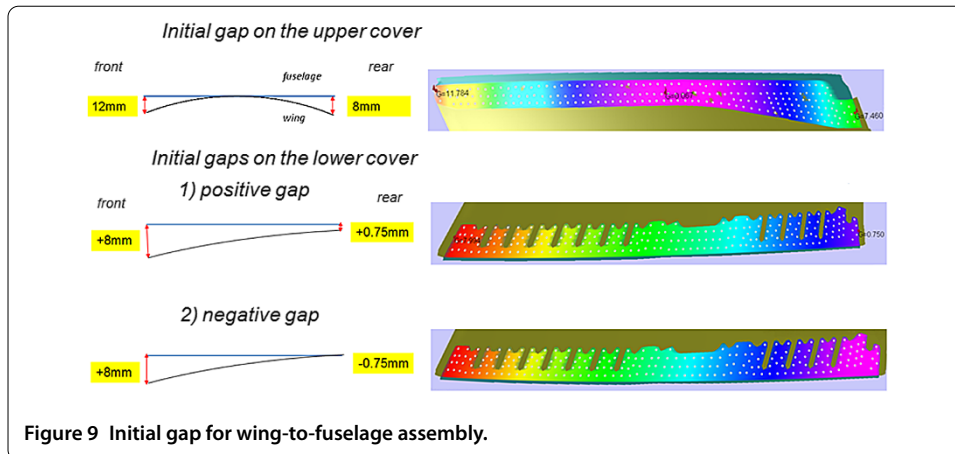 Initial gap on the upper cover
front
fuselage
rear
12mm
8mm
wing
G=11.784
G=7.460
Initial gaps on the lower cover
1) positive gap
front
rear
+8mm
+0.75mm
G=0.750
2) negative gap
+8mm
-0.75mm
Figure 9 Initial gap for wing-to-fuselage assembly.